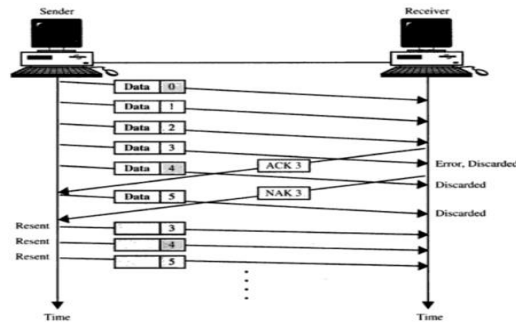 Sender Receiver
Data 0
Data 1
Data 2
Data 3
ACK 3 Error, Discarded
Data 4
Discarded
NAK 3
Data 5
Discarded
Resent 3
Resent 4
Resent 5
Time Time